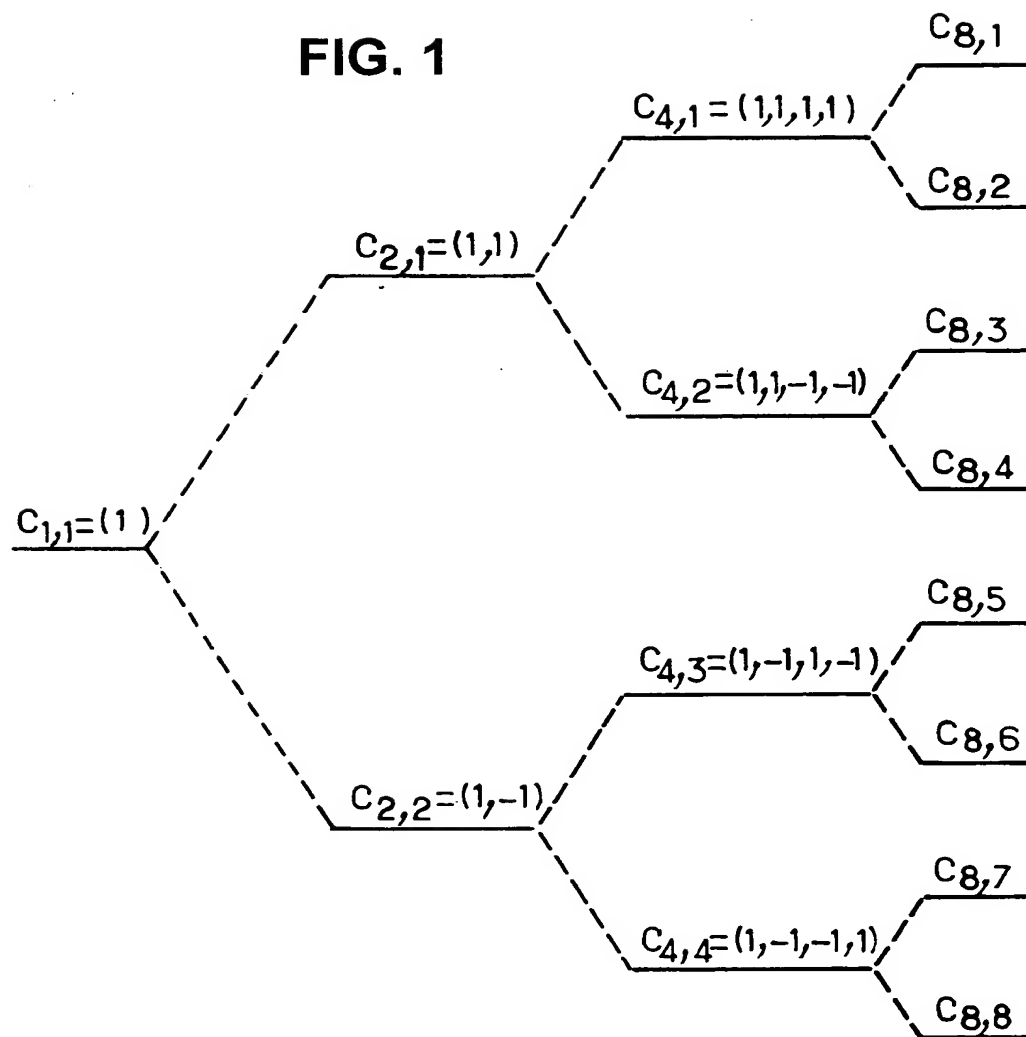 FIG. 1
C8,1
C4,1=(1,1,1,1)
C8,2
C2,1=(1,1)
C8,3
C4,2=(1,1,-1,-1)
C8,4
C1,1=(1)
C8,5
C4,3=(1,-1,1,-1)
C8,6
C2,2=(1,-1)
C8,7
C4,4=(1,-1,-1,1)
C8,8